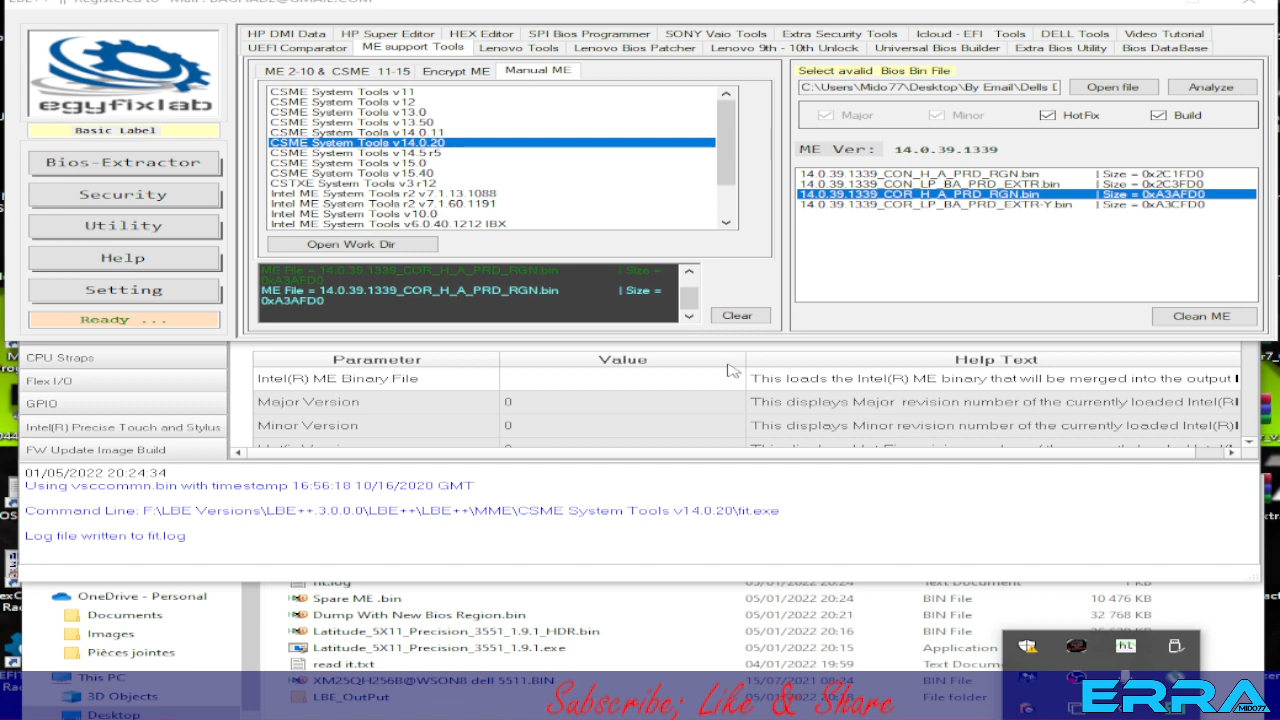 LBE++ || Registered to - Mail : BAGHADZ@GMAIL.COM
egyfixlab
Basic Label
Bios-Extractor
Security
Utility
Help
Setting
Ready ...
HP DMI Data
HP Super Editor
HEX Editor
SPI Bios Programmer
SONY Vaio Tools
Extra Security Tools
Icloud - EFI Tools
DELL Tools
Video Tutorial
UEFI Comparator
ME support Tools
Lenovo Tools
Lenovo Bios Patcher
Lenovo 9th - 10th Unlock
Universal Bios Builder
Extra Bios Utility
Bios DataBase
ME 2-10 & CSME 11-15
Encrypt ME
Manual ME
CSME System Tools v11
CSME System Tools v12
CSME System Tools v13.0
CSME System Tools v13.50
CSME System Tools v14.0.11
CSME System Tools v14.0.20
CSME System Tools v14.5 r5
CSME System Tools v15.0
CSME System Tools v15.40
CSTXE System Tools v3 r12
Intel ME System Tools r2 v7.1.13.1088
Intel ME System Tools r2 v7.1.60.1191
Intel ME System Tools v10.0
Intel ME System Tools v6.0.40.1212 IBX
Open Work Dir
ME File = 14.0.39.1339_COR_H_A_PRD_RGN.bin | Size =
0xA3AFD0
ME File = 14.0.39.1339_COR_H_A_PRD_RGN.bin | Size =
0xA3AFD0
Clear
Select avalid Bios Bin File
C:\Users\Mido77\Desktop\By Email\Dells D
Open file
Analyze
Major
Minor
HotFix
Build
ME Ver: 14.0.39.1339
14.0.39.1339_CON_H_A_PRD_RGN.bin | Size = 0x2C1FD0
14.0.39.1339_CON_LP_BA_PRD_EXTR.bin | Size = 0x2C3FD0
14.0.39.1339_COR_H_A_PRD_RGN.bin | Size = 0xA3AFD0
14.0.39.1339_COR_LP_BA_PRD_EXTR-Y.bin | Size = 0xA3CFD0
Clean ME
CPU Straps
Flex I/O
GPIO
Intel(R) Precise Touch and Stylus
FW Update Image Build
Parameter Value Help Text
Intel(R) ME Binary File This loads the Intel(R) ME binary that will be merged into the output
Major Version 0 This displays Major revision number of the currently loaded Intel(R)
Minor Version 0 This displays Minor revision number of the currently loaded Intel(R)
01/05/2022 20:24:34
Using vsccommn.bin with timestamp 16:56:18 10/16/2020 GMT
Command Line: F:\LBE Versions\LBE++.3.0.0.0\LBE++\LBE++\MME\CSME System Tools v14.0.20\fit.exe
Log file written to fit.log
OneDrive - Personal
Documents
Images
Pièces jointes
This PC
3D Objects
Desktop
fit.log 05/01/2022 20:24 Text Document 1 KB
Spare ME .bin 05/01/2022 20:24 BIN File 10 476 KB
Dump With New Bios Region.bin 05/01/2022 20:21 BIN File 32 768 KB
Latitude_5X11_Precision_3551_1.9.1_HDR.bin 05/01/2022 20:16 BIN File
Latitude_5X11_Precision_3551_1.9.1.exe 05/01/2022 20:15 Application
read it.txt 04/01/2022 19:59 Text Docum
XM25QH256B@WSON8 dell 5511.BIN 15/07/2021 08:24 BIN File
LBE_OutPut File folder
Subscribe; Like & Share
ERRA
MIDO77